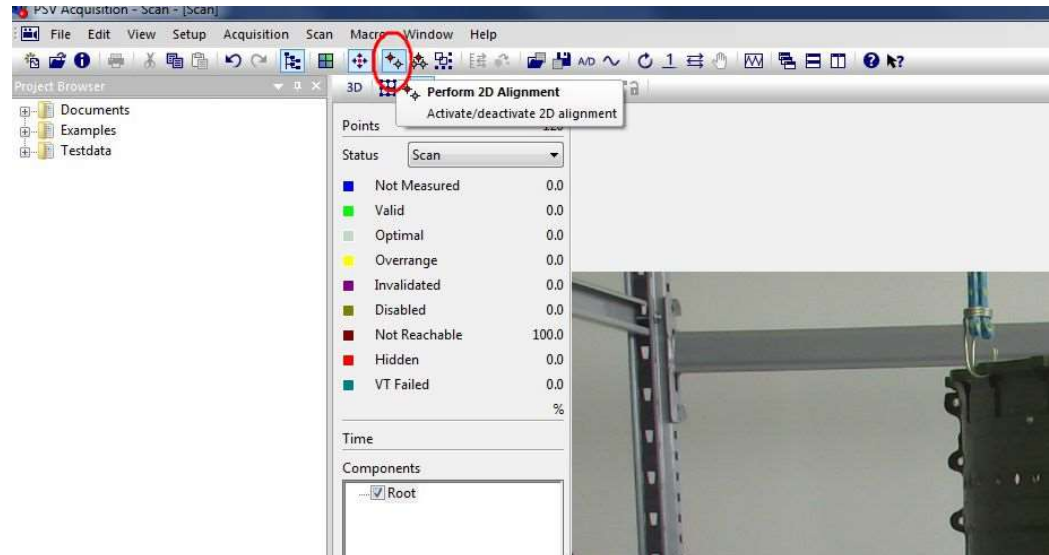 PSV Acquisition - Scan - [Scan]
File Edit View Setup Acquisition Scan Macro Window Help
A/D 1
Project Browser
3D
Perform 2D Alignment
Activate/deactivate 2D alignment
Documents
Examples
Testdata
Points
Status Scan
Not Measured 0.0
Valid 0.0
Optimal 0.0
Overrange 0.0
Invalidated 0.0
Disabled 0.0
Not Reachable 100.0
Hidden 0.0
VT Failed 0.0
%
Time
Components
Root